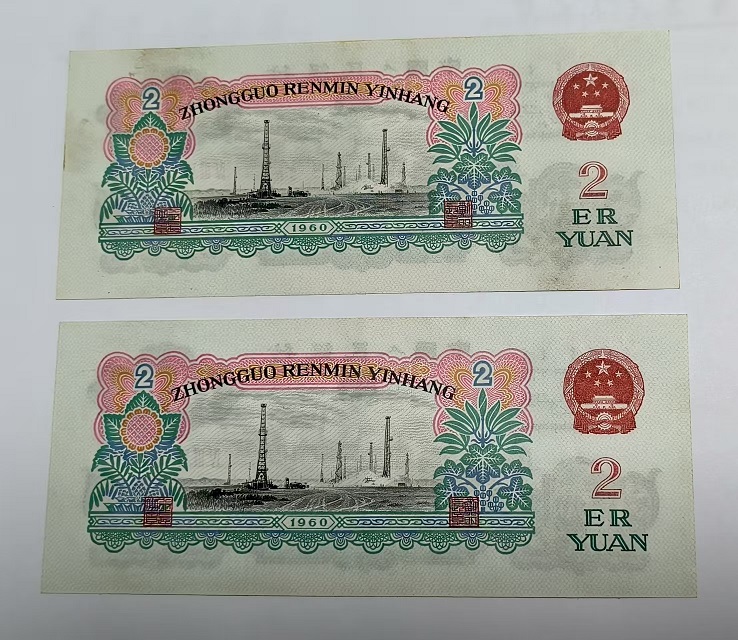 2 2
ZHONGGUO RENMIN YINHANG
1960
2
ER
YUAN
2 2
ZHONGGUO RENMIN YINHANG
1960
2
ER
YUAN